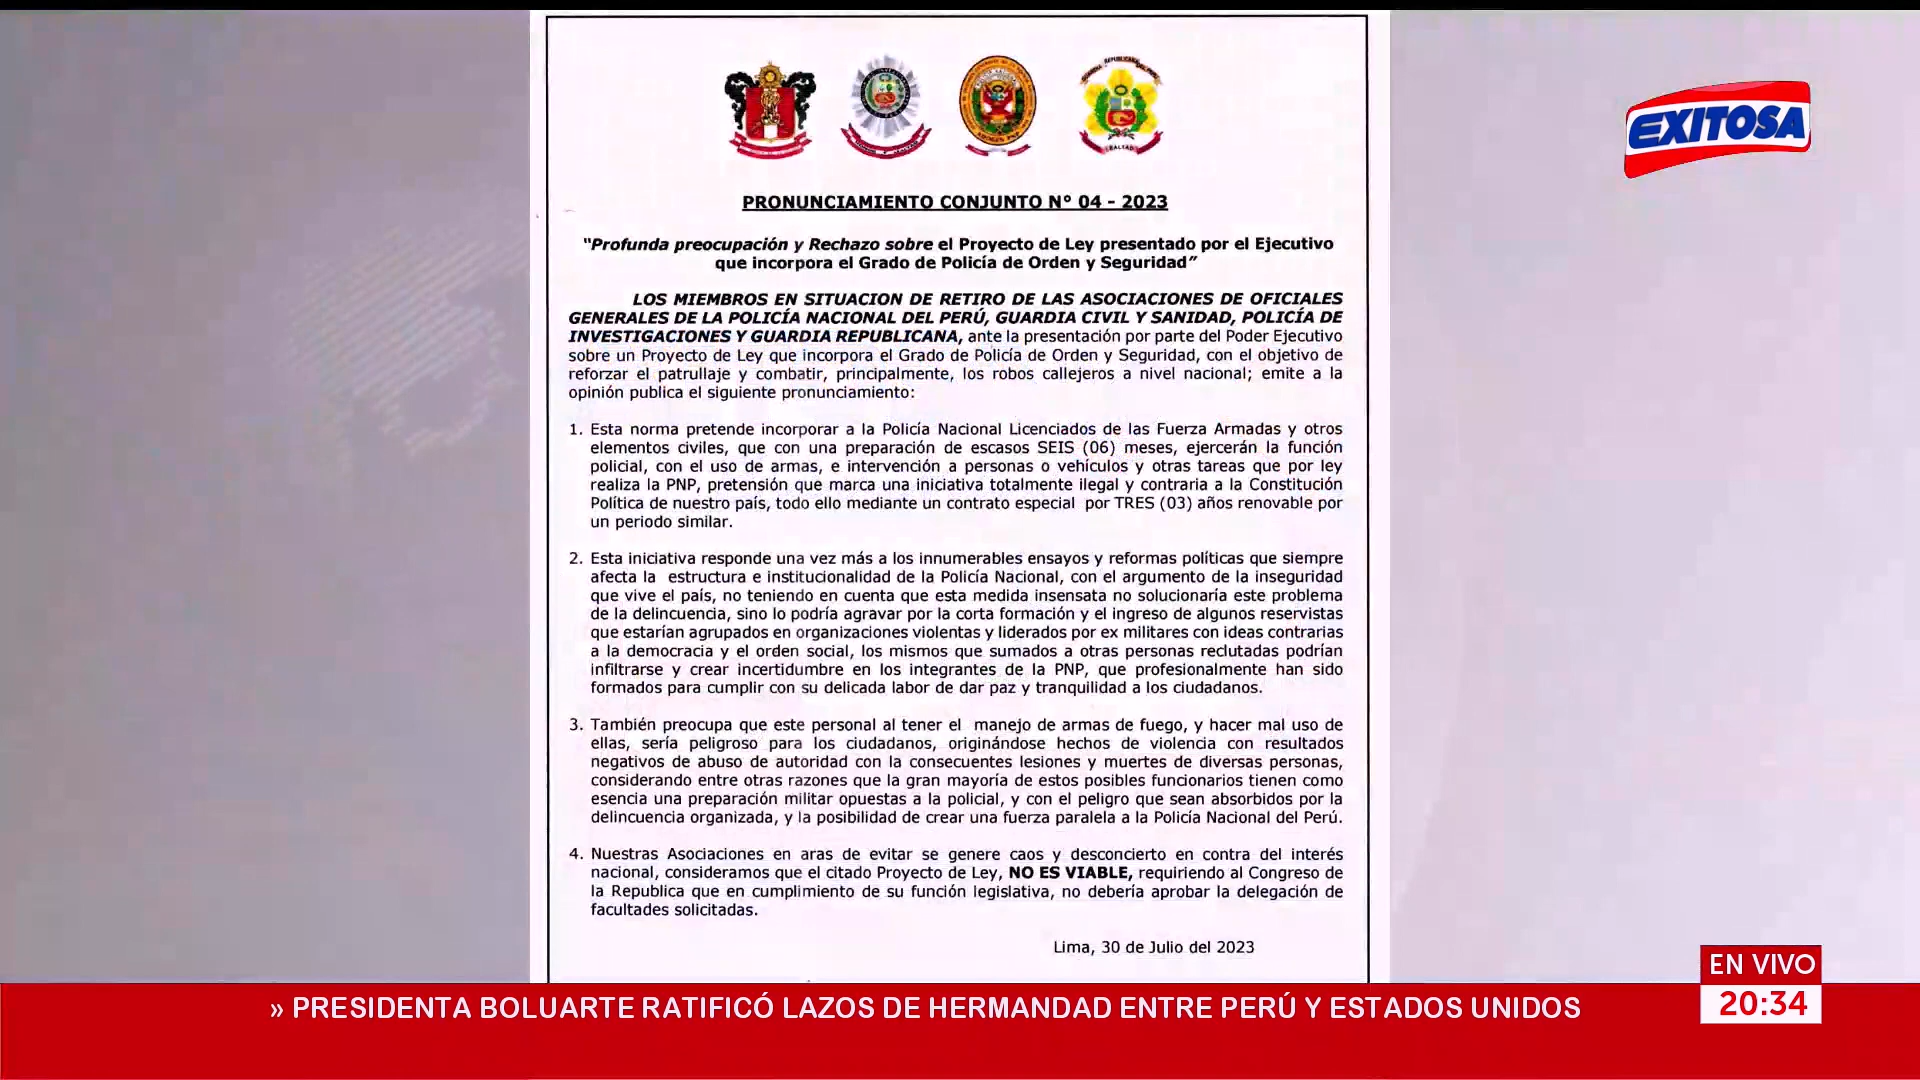 GUARDIA REPUBLICANA DEL PERU
LEALTAD
EXITOSA
PRONUNCIAMIENTO CONJUNTO N° 04 - 2023
"Profunda preocupación y Rechazo sobre el Proyecto de Ley presentado por el Ejecutivo
que incorpora el Grado de Policía de Orden y Seguridad"
LOS MIEMBROS EN SITUACION DE RETIRO DE LAS ASOCIACIONES DE OFICIALES
GENERALES DE LA POLICÍA NACIONAL DEL PERÚ, GUARDIA CIVIL Y SANIDAD, POLICÍA DE
INVESTIGACIONES Y GUARDIA REPUBLICANA, ante la presentación por parte del Poder Ejecutivo
sobre un Proyecto de Ley que incorpora el Grado de Policía de Orden y Seguridad, con el objetivo de
reforzar el patrullaje y combatir, principalmente, los robos callejeros a nivel nacional; emite a la
opinión publica el siguiente pronunciamiento:
1. Esta norma pretende incorporar a la Policía Nacional Licenciados de las Fuerza Armadas y otros
elementos civiles, que con una preparación de escasos SEIS (06) meses, ejercerán la función
policial, con el uso de armas, e intervención a personas o vehículos y otras tareas que por ley
realiza la PNP, pretensión que marca una iniciativa totalmente ilegal y contraria a la Constitución
Política de nuestro país, todo ello mediante un contrato especial por TRES (03) años renovable por
un periodo similar.
2. Esta iniciativa responde una vez más a los innumerables ensayos y reformas políticas que siempre
afecta la estructura e institucionalidad de la Policía Nacional, con el argumento de la inseguridad
que vive el país, no teniendo en cuenta que esta medida insensata no solucionaría este problema
de la delincuencia, sino lo podría agravar por la corta formación y el ingreso de algunos reservistas
que estarían agrupados en organizaciones violentas y liderados por ex militares con ideas contrarias
a la democracia y el orden social, los mismos que sumados a otras personas reclutadas podrían
infiltrarse y crear incertidumbre en los integrantes de la PNP, que profesionalmente han sido
formados para cumplir con su delicada labor de dar paz y tranquilidad a los ciudadanos.
3. También preocupa que este personal al tener el manejo de armas de fuego, y hacer mal uso de
ellas, sería peligroso para los ciudadanos, originándose hechos de violencia con resultados
negativos de abuso de autoridad con la consecuentes lesiones y muertes de diversas personas,
considerando entre otras razones que la gran mayoría de estos posibles funcionarios tienen como
esencia una preparación militar opuestas a la policial, y con el peligro que sean absorbidos por la
delincuencia organizada, y la posibilidad de crear una fuerza paralela a la Policía Nacional del Perú.
4. Nuestras Asociaciones en aras de evitar se genere caos y desconcierto en contra del interés
nacional, consideramos que el citado Proyecto de Ley, NO ES VIABLE, requiriendo al Congreso de
la Republica que en cumplimiento de su función legislativa, no debería aprobar la delegación de
facultades solicitadas.
Lima, 30 de Julio del 2023
EN VIVO
20:34
» PRESIDENTA BOLUARTE RATIFICÓ LAZOS DE HERMANDAD ENTRE PERÚ Y ESTADOS UNIDOS